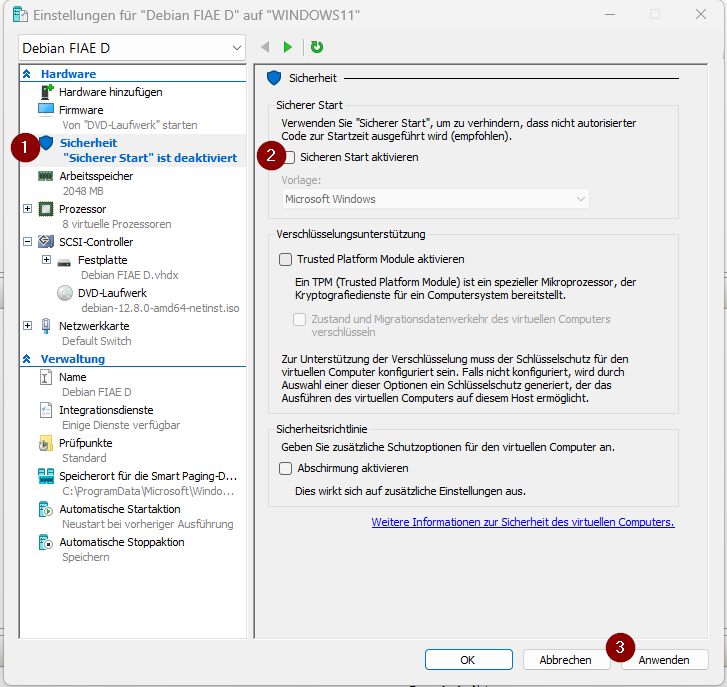 Einstellungen für "Debian FIAE D" auf "WINDOWS11"
Debian FIAE D
Hardware
Hardware hinzufügen
Firmware
Von "DVD-Laufwerk" starten
1
Sicherheit
"Sicherer Start" ist deaktiviert
Arbeitsspeicher
2048 MB
Prozessor
8 virtuelle Prozessoren
SCSI-Controller
Festplatte
Debian FIAE D.vhdx
DVD-Laufwerk
debian-12.8.0-amd64-netinst.iso
Netzwerkkarte
Default Switch
Verwaltung
Name
Debian FIAE D
Integrationsdienste
Einige Dienste verfügbar
Prüfpunkte
Standard
Speicherort für die Smart Paging-D...
C:\ProgramData\Microsoft\Windo...
Automatische Startaktion
Neustart bei vorheriger Ausführung
Automatische Stoppaktion
Speichern
Sicherheit
Sicherer Start
Verwenden Sie "Sicherer Start", um zu verhindern, dass nicht autorisierter
Code zur Startzeit ausgeführt wird (empfohlen).
2
Sicheren Start aktivieren
Vorlage:
Microsoft Windows
Verschlüsselungsunterstützung
Trusted Platform Module aktivieren
Ein TPM (Trusted Platform Module) ist ein spezieller Mikroprozessor, der
Kryptografiedienste für ein Computersystem bereitstellt.
Zustand und Migrationsdatenverkehr des virtuellen Computers
verschlüsseln
Zur Unterstützung der Verschlüsselung muss der Schlüsselschutz für den
virtuellen Computer konfiguriert sein. Falls nicht konfiguriert, wird durch
Auswahl einer dieser Optionen ein Schlüsselschutz generiert, der das
Ausführen des virtuellen Computers auf diesem Host ermöglicht.
Sicherheitsrichtlinie
Geben Sie zusätzliche Schutzoptionen für den virtuellen Computer an.
Abschirmung aktivieren
Dies wirkt sich auf zusätzliche Einstellungen aus.
Weitere Informationen zur Sicherheit des virtuellen Computers.
3
OK
Abbrechen
Anwenden